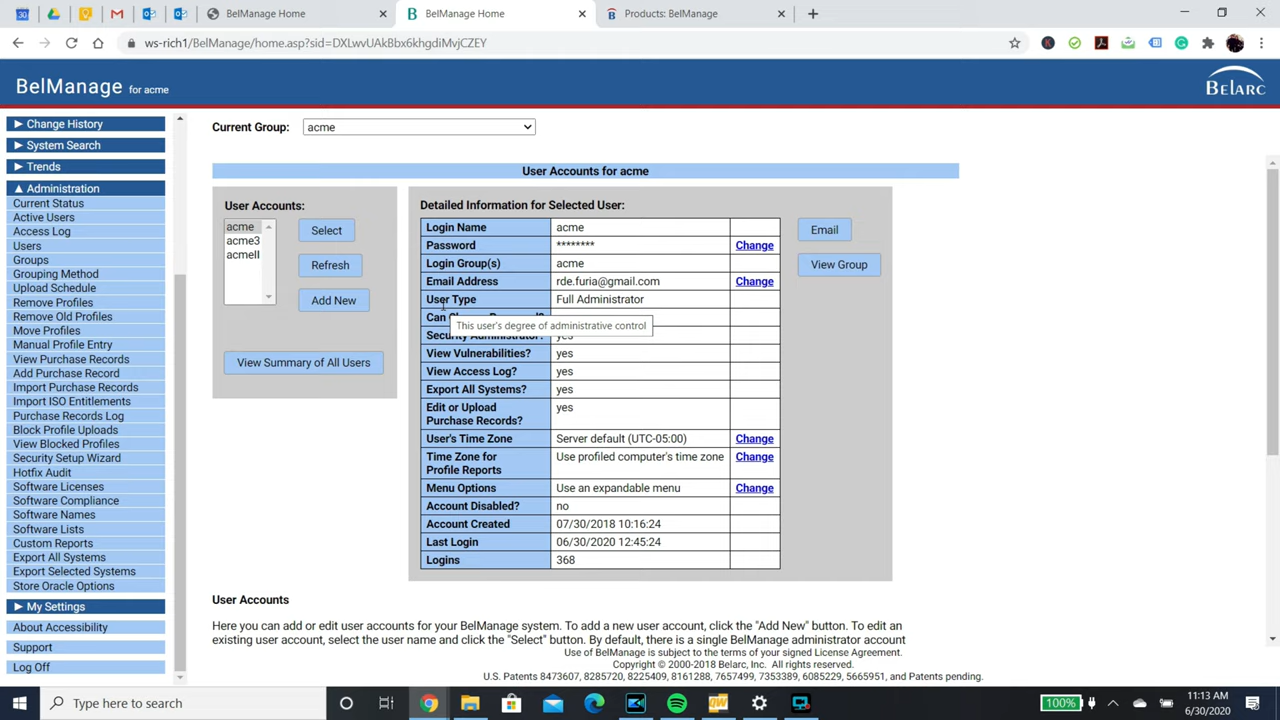 BelManage Home
BelManage Home
Products: BelManage
ws-rich1/BelManage/home.asp?sid=DXLwvUAkBbx6khqdiMvjCZEY
BelManage for acme
BELARC
Change History
System Search
Trends
Administration
Current Status
Active Users
Access Log
Users
Groups
Grouping Method
Upload Schedule
Remove Profiles
Remove Old Profiles
Move Profiles
Manual Profile Entry
View Purchase Records
Add Purchase Record
Import Purchase Records
Import ISO Entitlements
Purchase Records Log
Block Profile Uploads
View Blocked Profiles
Security Setup Wizard
Hotfix Audit
Software Licenses
Software Compliance
Software Names
Software Lists
Custom Reports
Export All Systems
Export Selected Systems
Store Oracle Options
My Settings
About Accessibility
Support
Log Off
Current Group: acme
User Accounts for acme
User Accounts:
acme
acme3
acmeII
Select
Refresh
Add New
View Summary of All Users
Detailed Information for Selected User:
Login Name acme
Password ******** Change
Login Group(s) acme
Email Address rde.furia@gmail.com Change
User Type Full Administrator
This user's degree of administrative control
View Vulnerabilities? yes
View Access Log? yes
Export All Systems? yes
Edit or Upload yes
Purchase Records?
User's Time Zone Server default (UTC-05:00) Change
Time Zone for Use profiled computer's time zone Change
Profile Reports
Menu Options Use an expandable menu Change
Account Disabled? no
Account Created 07/30/2018 10:16:24
Last Login 06/30/2020 12:45:24
Logins 368
Email
View Group
User Accounts
Here you can add or edit user accounts for your BelManage system. To add a new user account, click the "Add New" button. To edit an
existing user account, select the user name and click the "Select" button. By default, there is a single BelManage administrator account
Use of BelManage is subject to the terms of your signed License Agreement.
Copyright © 2000-2018 Belarc, Inc. All rights reserved.
U.S. Patents 8473607, 8285720, 8225409, 8161288, 7657499, 7353389, 6085229, 5665951, and Patents pending.
Type here to search
100%
11:13 AM
6/30/2020